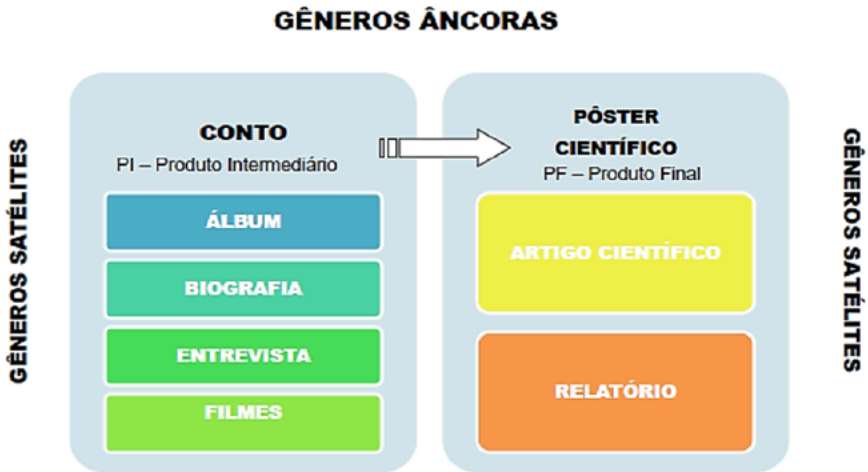 GÊNEROS ÂNCORAS
GÊNEROS SATÉLITES
CONTO
PI – Produto Intermediário
ÁLBUM
BIOGRAFIA
ENTREVISTA
FILMES
PÔSTER
CIENTÍFICO
PF – Produto Final
ARTIGO CIENTÍFICO
RELATÓRIO
GÊNEROS SATÉLITES